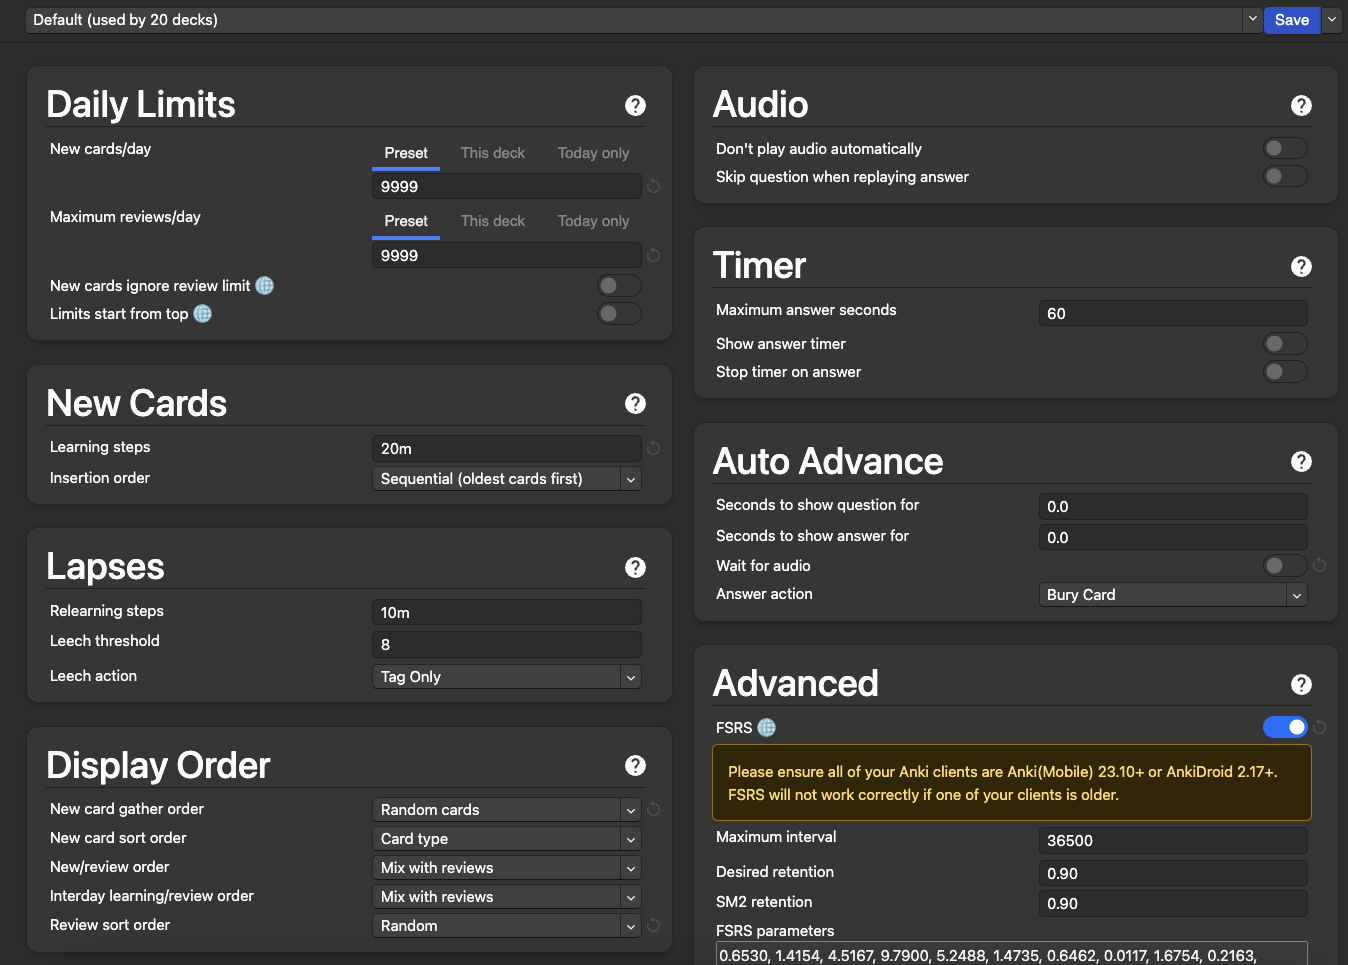 Default (used by 20 decks)
Save
Daily Limits
New cards/day
Preset This deck Today only
9999
Maximum reviews/day
Preset This deck Today only
9999
New cards ignore review limit
Limits start from top
New Cards
Learning steps
20m
Insertion order
Sequential (oldest cards first)
Lapses
Relearning steps
10m
Leech threshold
8
Leech action
Tag Only
Display Order
New card gather order
Random cards
New card sort order
Card type
New/review order
Mix with reviews
Interday learning/review order
Mix with reviews
Review sort order
Random
Audio
Don't play audio automatically
Skip question when replaying answer
Timer
Maximum answer seconds
60
Show answer timer
Stop timer on answer
Auto Advance
Seconds to show question for
0.0
Seconds to show answer for
0.0
Wait for audio
Answer action
Bury Card
Advanced
FSRS
Please ensure all of your Anki clients are Anki(Mobile) 23.10+ or AnkiDroid 2.17+.
FSRS will not work correctly if one of your clients is older.
Maximum interval
36500
Desired retention
0.90
SM2 retention
0.90
FSRS parameters
0.6530, 1.4154, 4.5167, 9.7900, 5.2488, 1.4735, 0.6462, 0.0117, 1.6754, 0.2163,